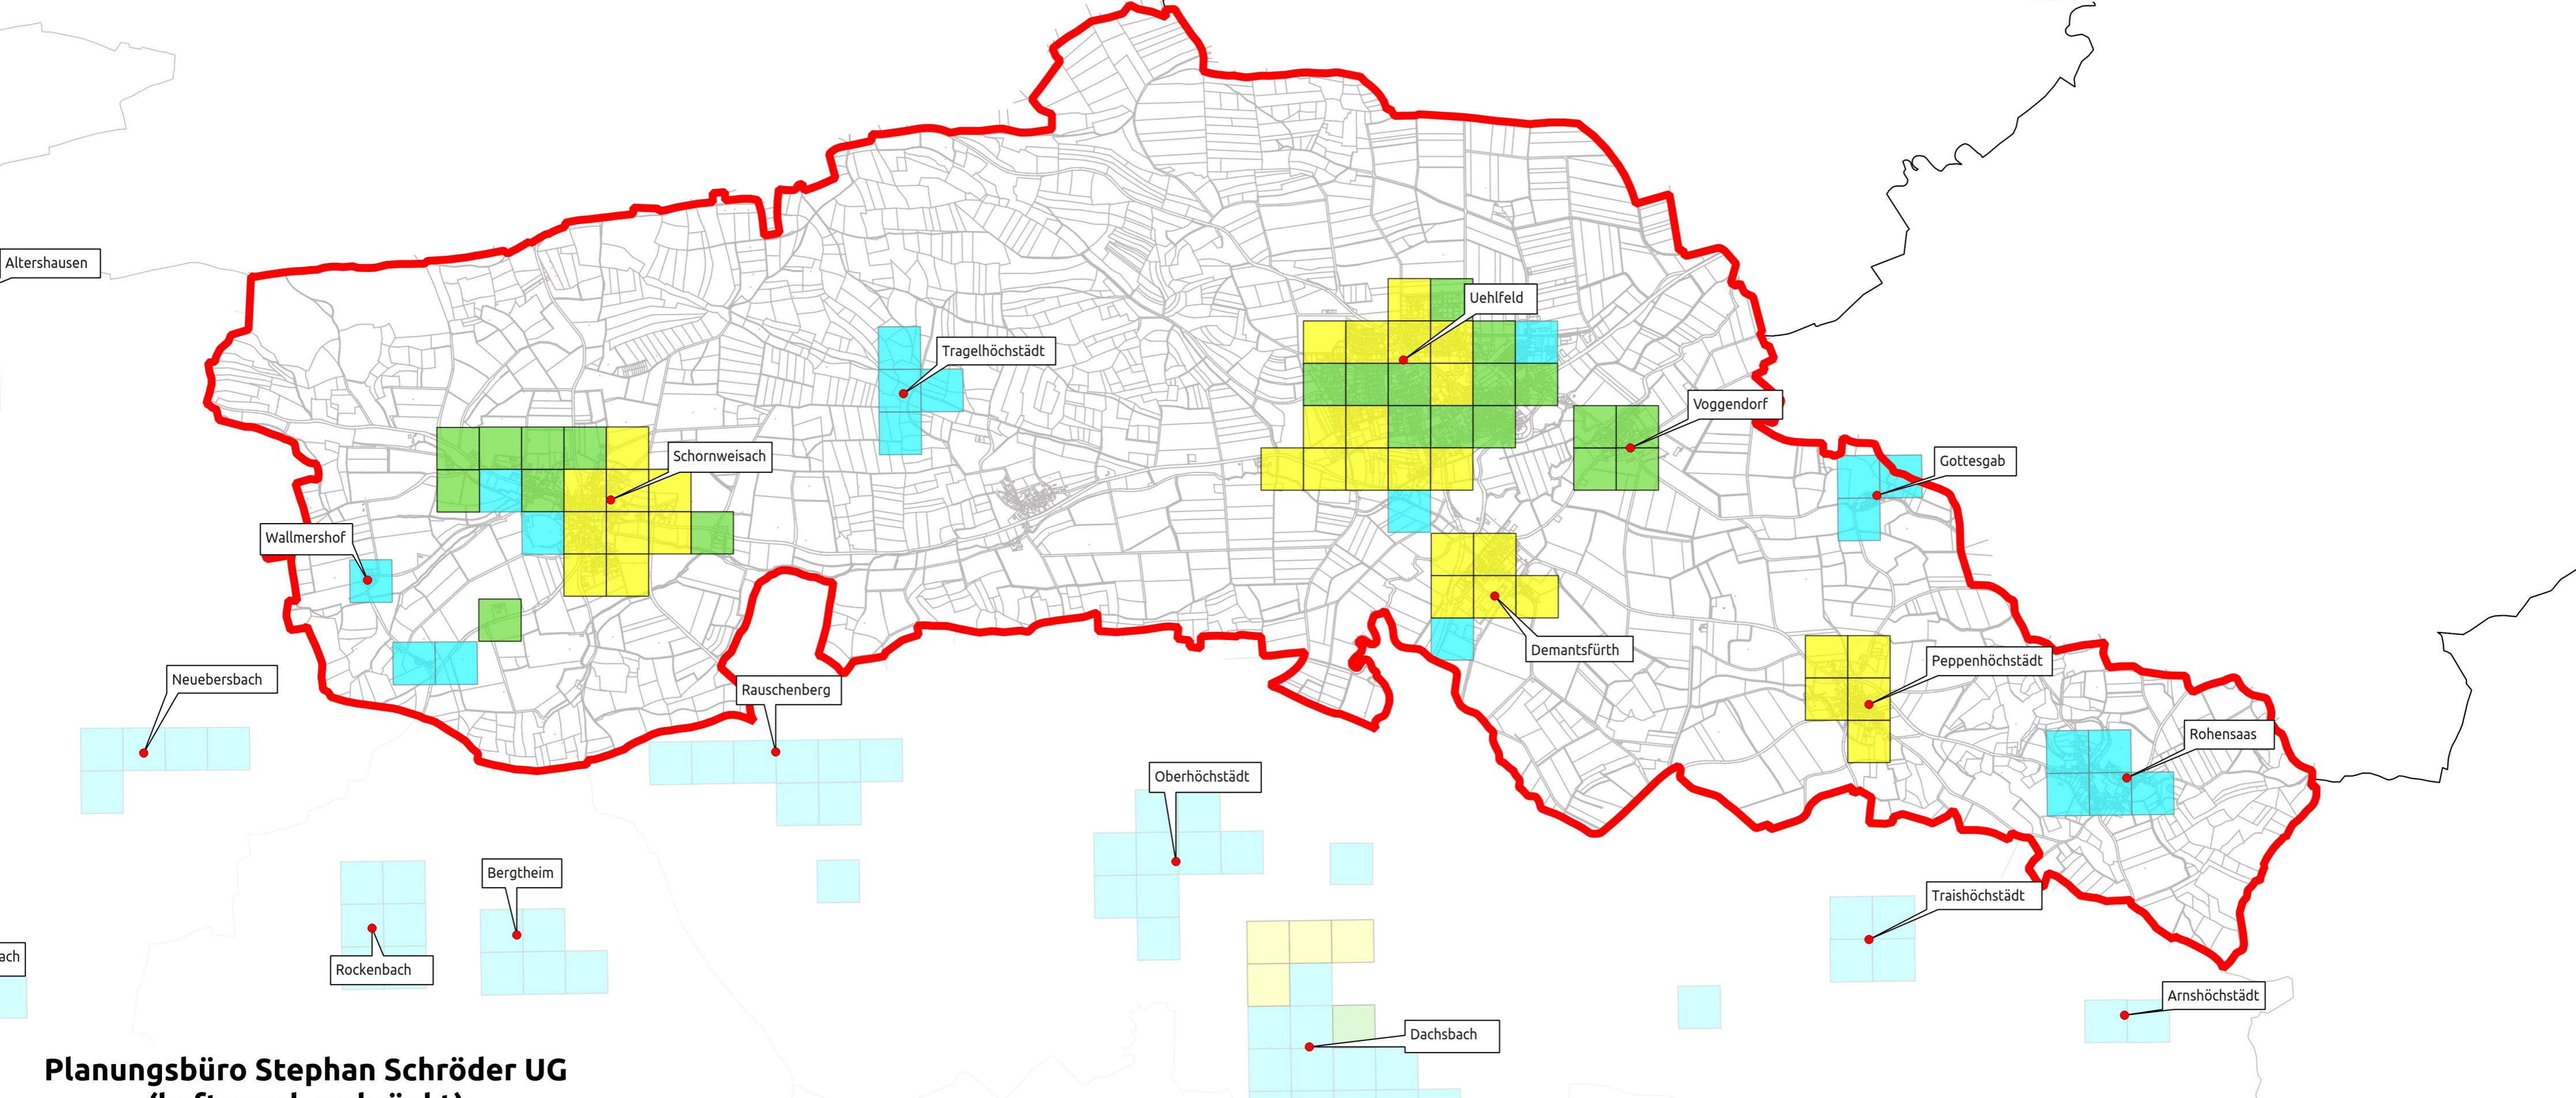 Altershausen
Uehlfeld
Tragelhöchstädt
Voggendorf
Schornweisach
Gottesgab
Wallmershof
Demantsfürth
Peppenhöchstädt
Neuebersbach
Rauschenberg
Rohensaas
Oberhöchstädt
Bergtheim
Traishöchstädt
ach
Rockenbach
Arnshöchstädt
Dachsbach
Planungsbüro Stephan Schröder UG